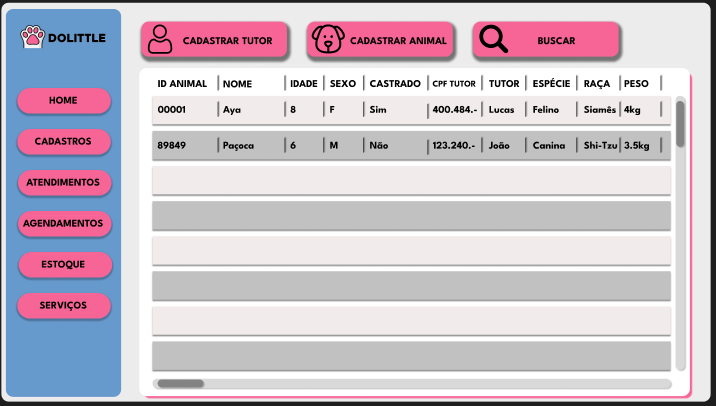 DOLITTLE
HOME
CADASTROS
ATENDIMENTOS
AGENDAMENTOS
ESTOQUE
SERVIÇOS
CADASTRAR TUTOR CADASTRAR ANIMAL BUSCAR
ID ANIMAL NOME IDADE SEXO CASTRADO CPF TUTOR TUTOR ESPÉCIE RAÇA PESO
00001 Aya 8 F Sim 400.484.- Lucas Felino Siamês 4kg
89849 Paçoca 6 M Não 123.240.- João Canina Shi-Tzu 3.5kg